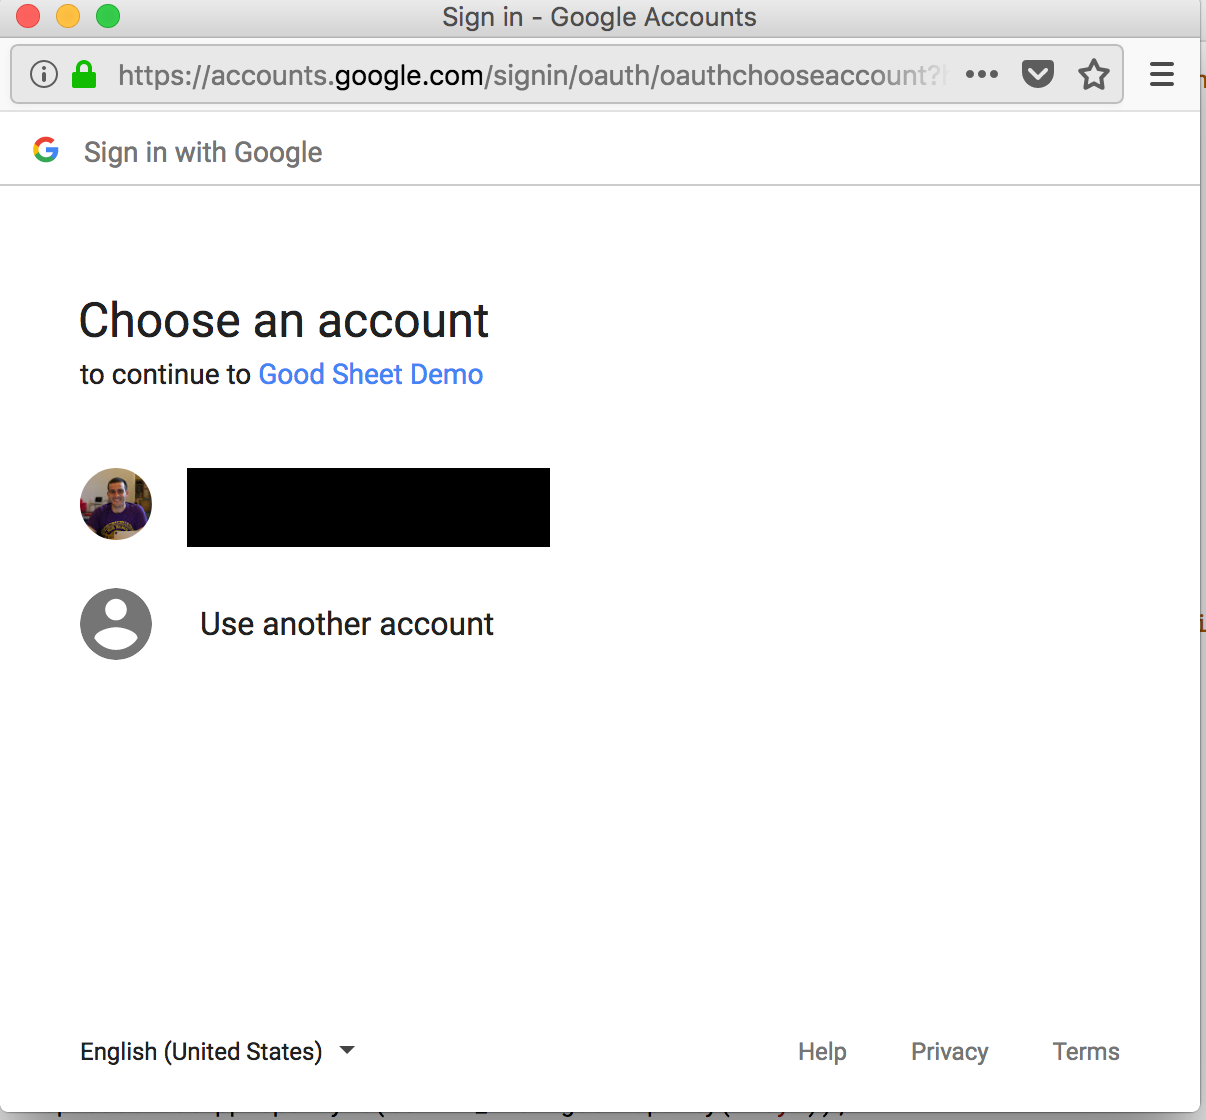 Sign in - Google Accounts
https://accounts.google.com/signin/oauth/oauthchooseaccount?
Sign in with Google
Choose an account
to continue to Good Sheet Demo
Use another account
English (United States)
Help Privacy Terms